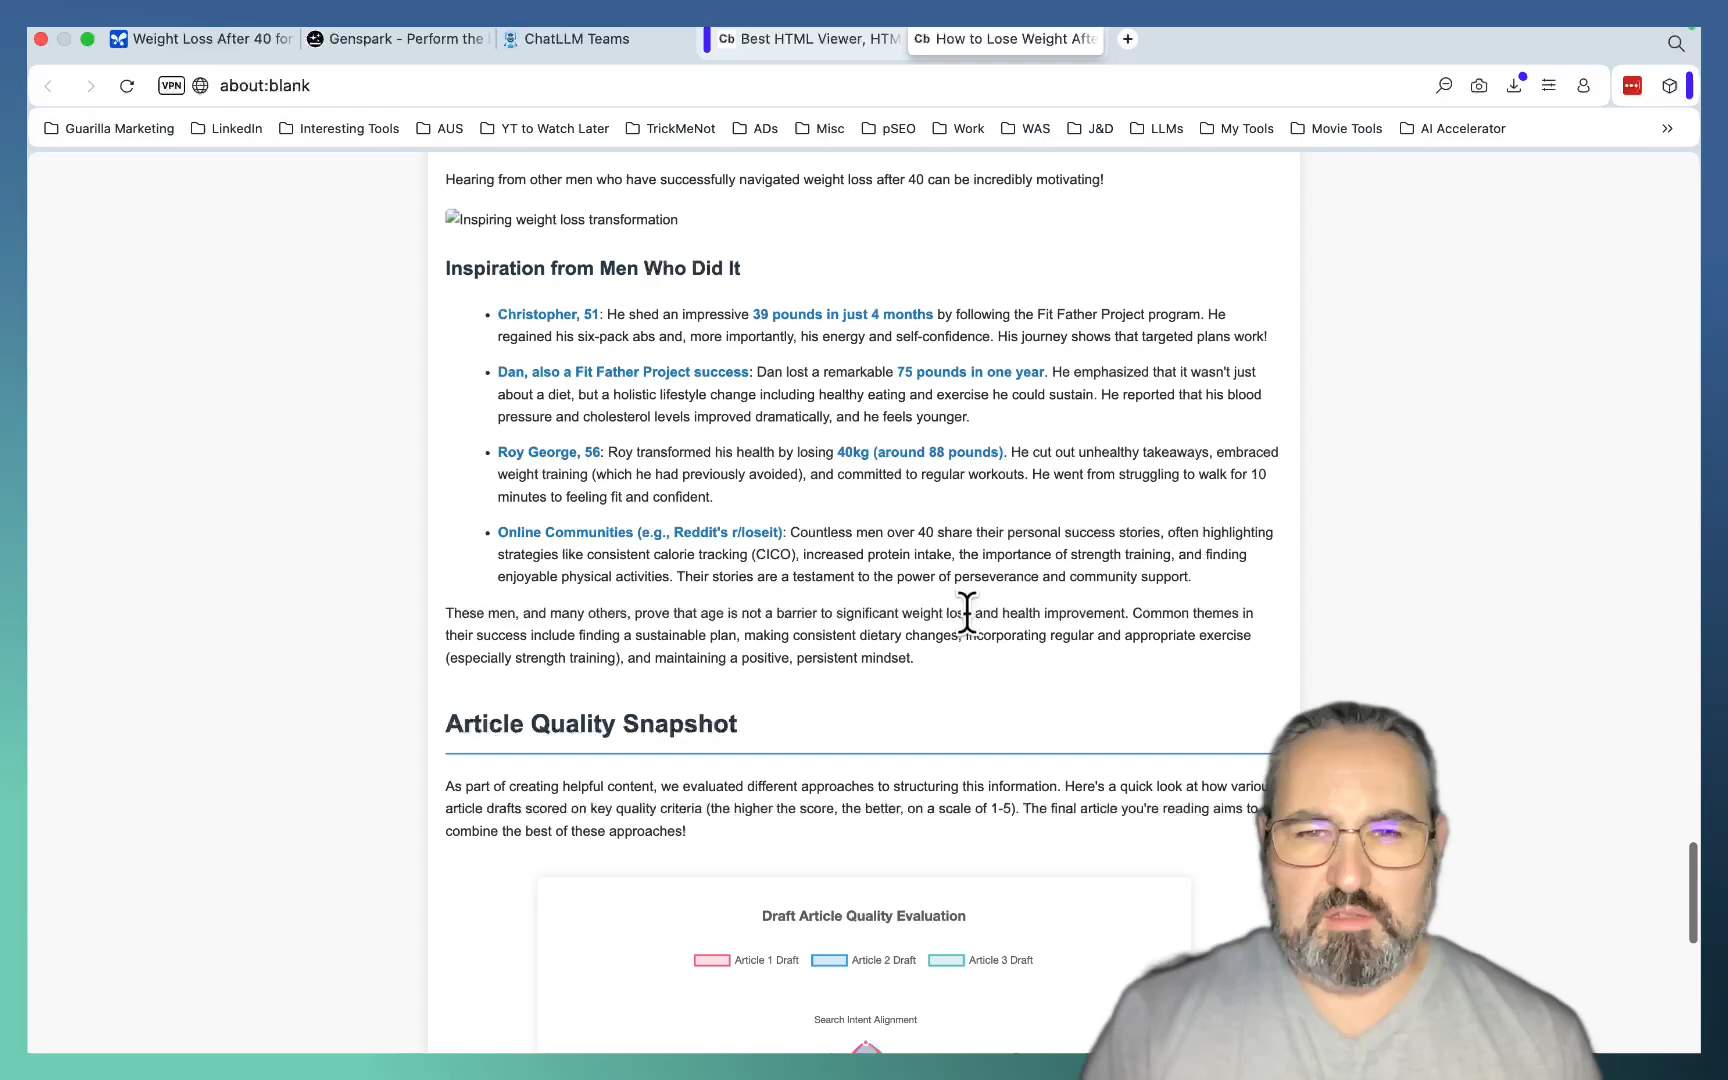 Weight Loss After 40 for
Genspark - Perform the
ChatLLM Teams
Cb Best HTML Viewer, HTM
Cb How to Lose Weight Afte
VPN about:blank
Guarilla Marketing
LinkedIn
Interesting Tools
AUS
YT to Watch Later
TrickMeNot
ADs
Misc
pSEO
Work
WAS
J&D
LLMs
My Tools
Movie Tools
AI Accelerator
Hearing from other men who have successfully navigated weight loss after 40 can be incredibly motivating!
Inspiring weight loss transformation
Inspiration from Men Who Did It
• Christopher, 51: He shed an impressive 39 pounds in just 4 months by following the Fit Father Project program. He
regained his six-pack abs and, more importantly, his energy and self-confidence. His journey shows that targeted plans work!
• Dan, also a Fit Father Project success: Dan lost a remarkable 75 pounds in one year. He emphasized that it wasn't just
about a diet, but a holistic lifestyle change including healthy eating and exercise he could sustain. He reported that his blood
pressure and cholesterol levels improved dramatically, and he feels younger.
• Roy George, 56: Roy transformed his health by losing 40kg (around 88 pounds). He cut out unhealthy takeaways, embraced
weight training (which he had previously avoided), and committed to regular workouts. He went from struggling to walk for 10
minutes to feeling fit and confident.
• Online Communities (e.g., Reddit's r/loseit): Countless men over 40 share their personal success stories, often highlighting
strategies like consistent calorie tracking (CICO), increased protein intake, the importance of strength training, and finding
enjoyable physical activities. Their stories are a testament to the power of perseverance and community support.
These men, and many others, prove that age is not a barrier to significant weight loss and health improvement. Common themes in
their success include finding a sustainable plan, making consistent dietary changes, incorporating regular and appropriate exercise
(especially strength training), and maintaining a positive, persistent mindset.
Article Quality Snapshot
As part of creating helpful content, we evaluated different approaches to structuring this information. Here's a quick look at how variou
article drafts scored on key quality criteria (the higher the score, the better, on a scale of 1-5). The final article you're reading aims to
combine the best of these approaches!
Draft Article Quality Evaluation
Article 1 Draft
Article 2 Draft
Article 3 Draft
Search Intent Alignment